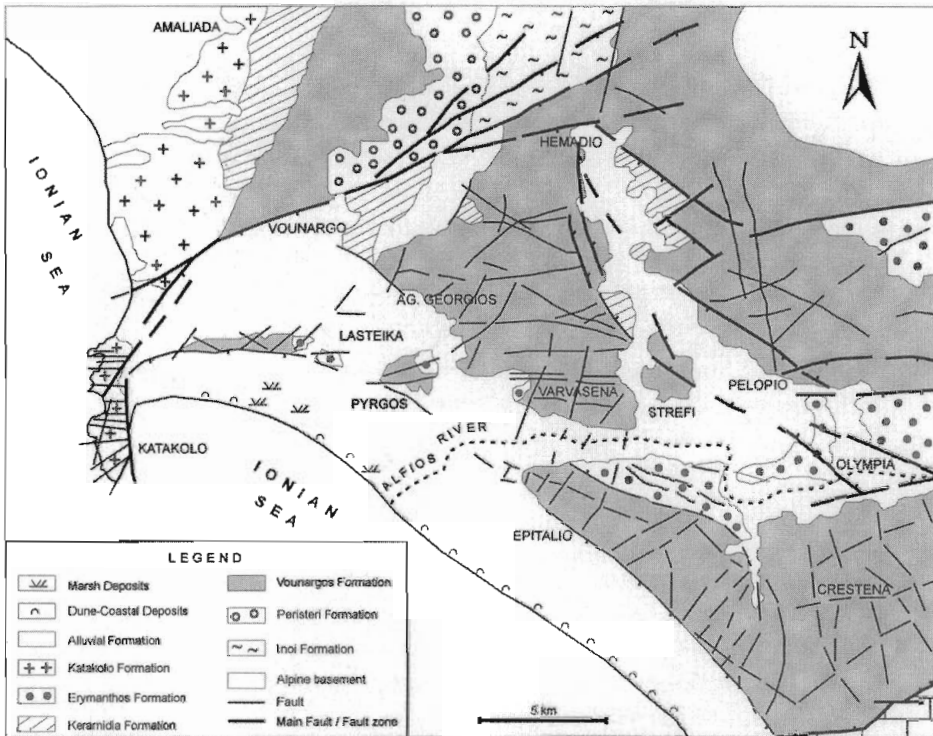 AMALIADA
N
HEMADIO
IONIAN SEA
VOUNARGO
AG. GEORGIOS
LASTEIKA
PELOPIO
PYRGOS
VARVASENA
STREFI
KATAKOLO
ALFIOS RIVER
OLYMPIA
IONIAN
SEA
EPITALIO
CRESTENA
LEGEND
Marsh Deposits
Dune-Coastal Deposits
Alluvial Formation
Katakolo Formation
Erymanthos Formation
Keramidia Formation
Vounargos Formation
Peristeri Formation
Inoi Formation
Alpine basement
Fault
Main Fault / Fault zone
5 km